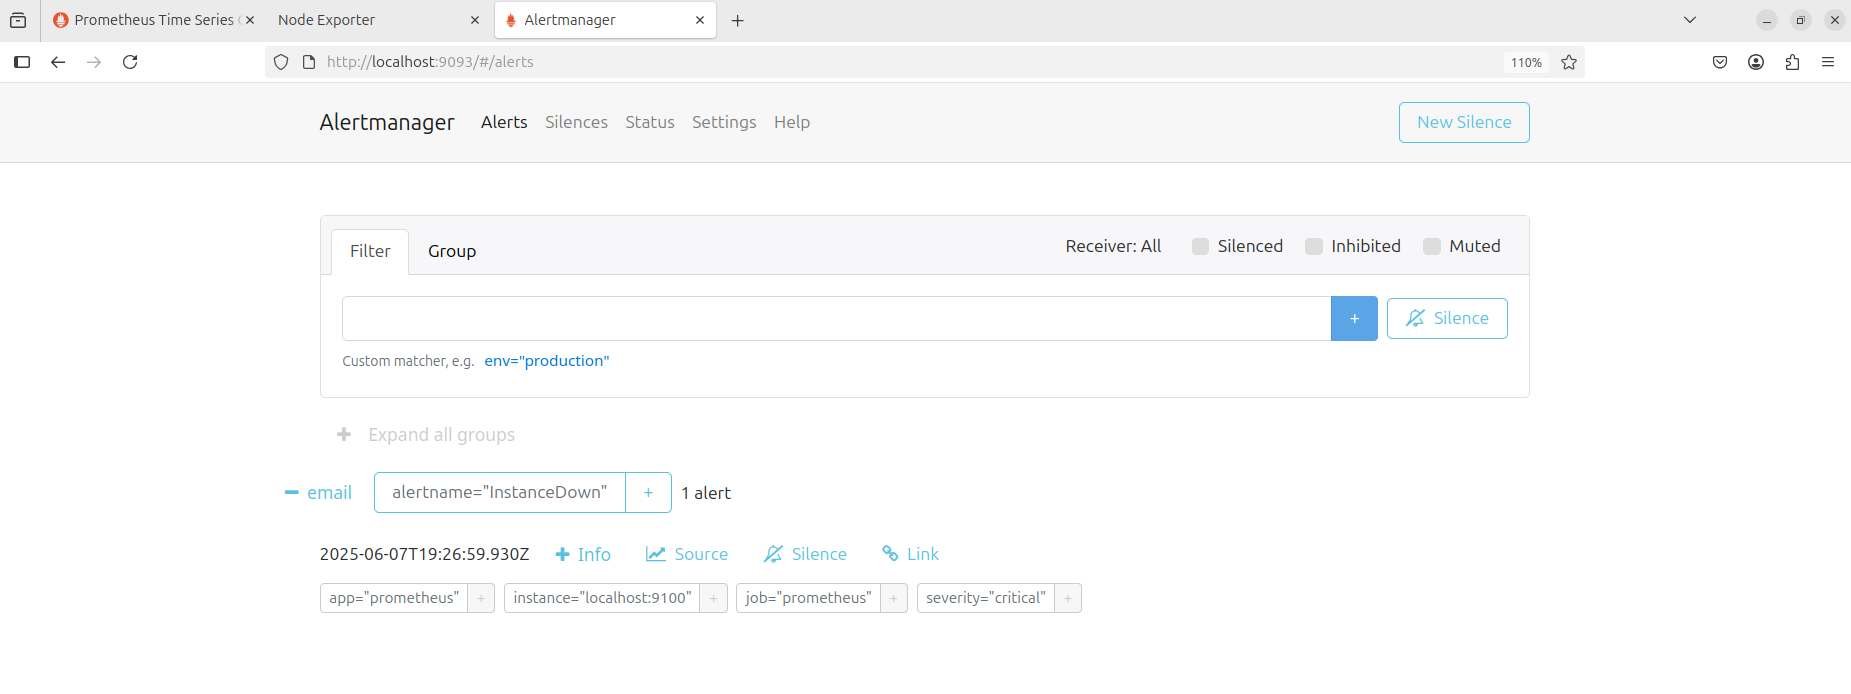 Prometheus Time Series
Node Exporter
Alertmanager
http://localhost:9093/#/alerts
110%
Alertmanager
Alerts
Silences
Status
Settings
Help
New Silence
Filter
Group
Receiver: All
Silenced
Inhibited
Muted
+
Silence
Custom matcher, e.g. env="production"
+ Expand all groups
email
alertname="InstanceDown" +
1 alert
2025-06-07T19:26:59.930Z
+ Info
Source
Silence
Link
app="prometheus" +
instance="localhost:9100" +
job="prometheus" +
severity="critical" +